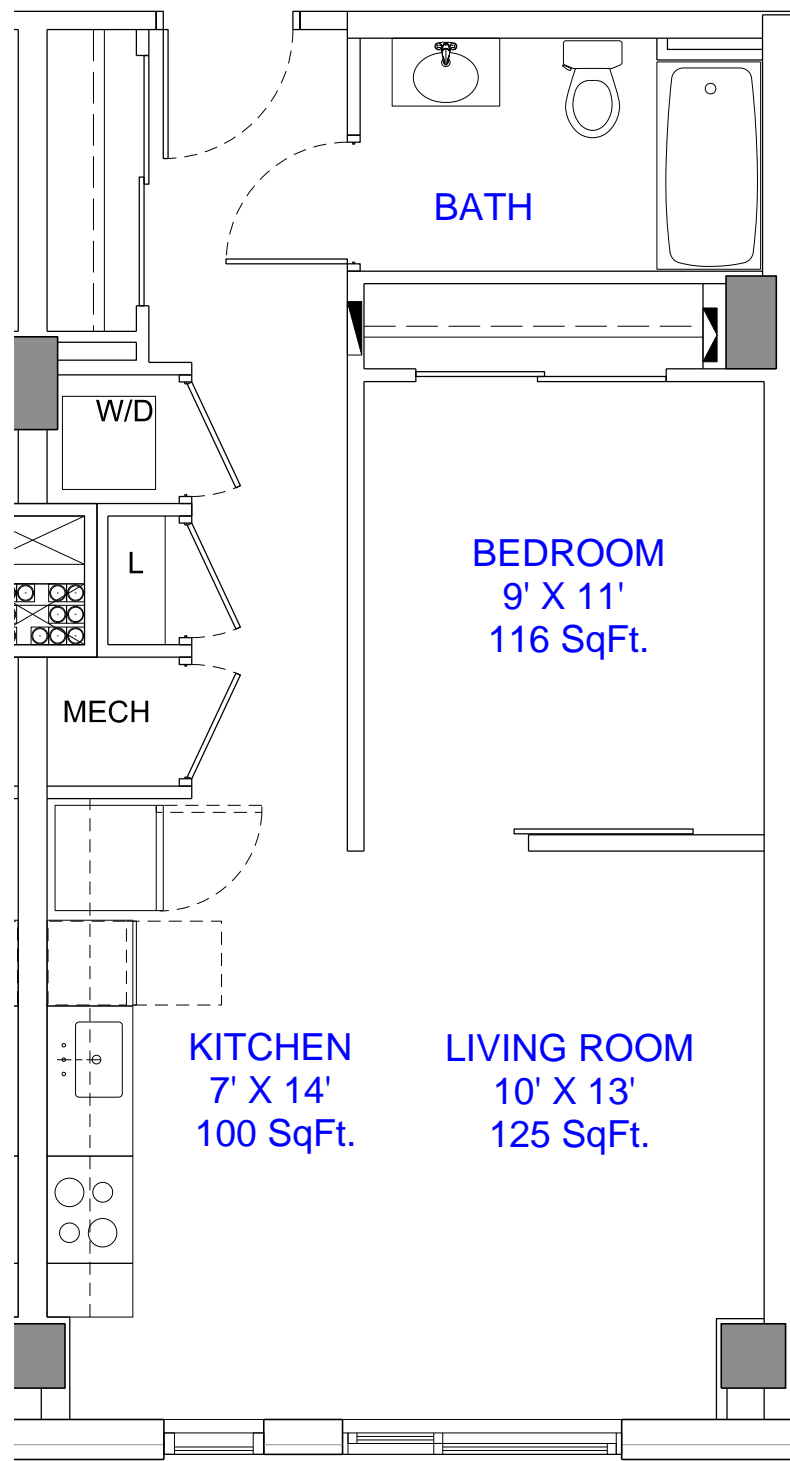 BATH
W/D
L
BEDROOM
9' X 11'
116 SqFt.
MECH
KITCHEN
7' X 14'
100 SqFt.
LIVING ROOM
10' X 13'
125 SqFt.